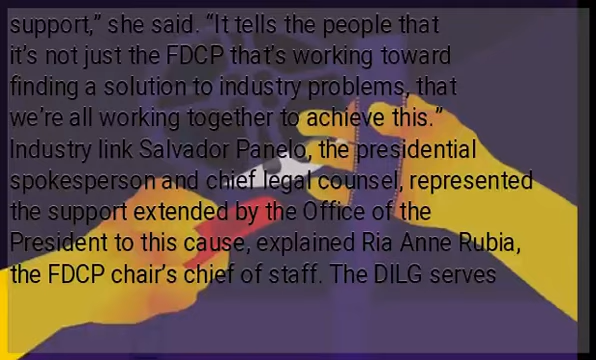 support,” she said. “It tells the people that
it’s not just the FDCP that’s working toward
finding a solution to industry problems, that
we’re all working together to achieve this.”
Industry link Salvador Panelo, the presidential
spokesperson and chief legal counsel, represented
the support extended by the Office of the
President to this cause, explained Ria Anne Rubia,
the FDCP chair’s chief of staff. The DILG serves